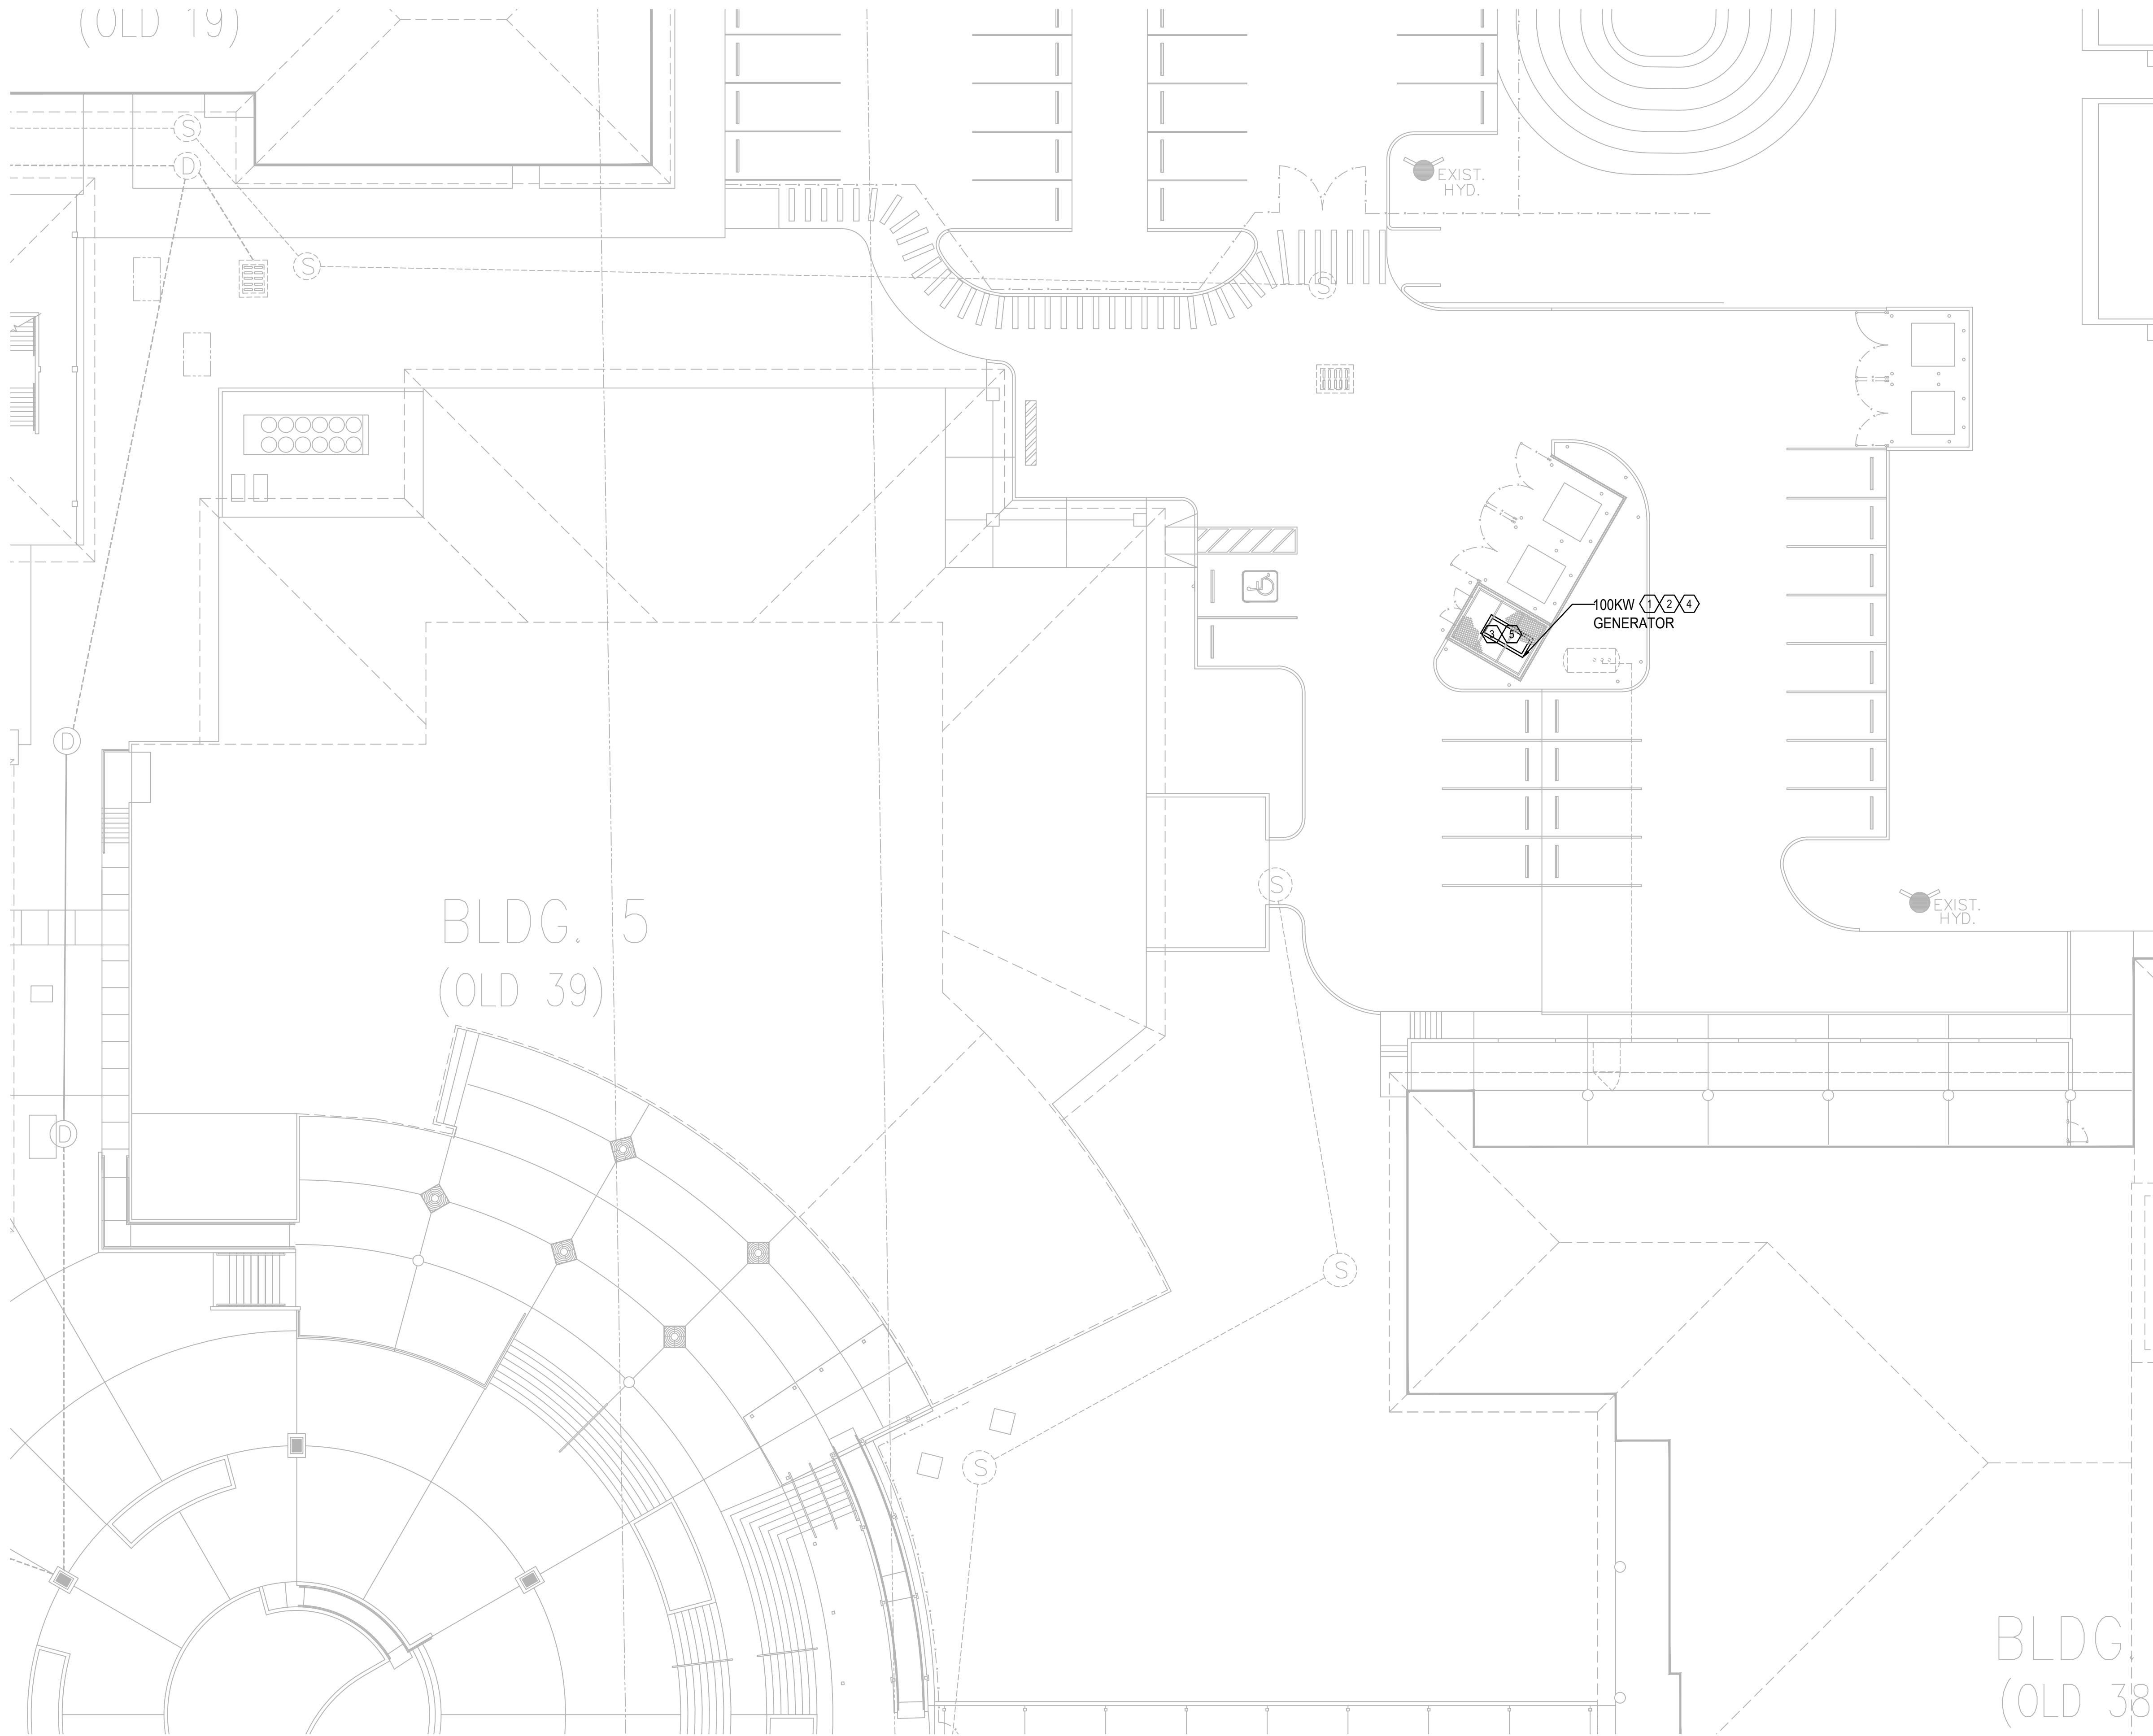 (OLD 19)
S
D
EXIST.
HYD.
S
S
100KW 1 2 4
GENERATOR
3 5
D
S
BLDG. 5
(OLD 39)
EXIST.
HYD.
D
S
S
BLDG.
(OLD 38